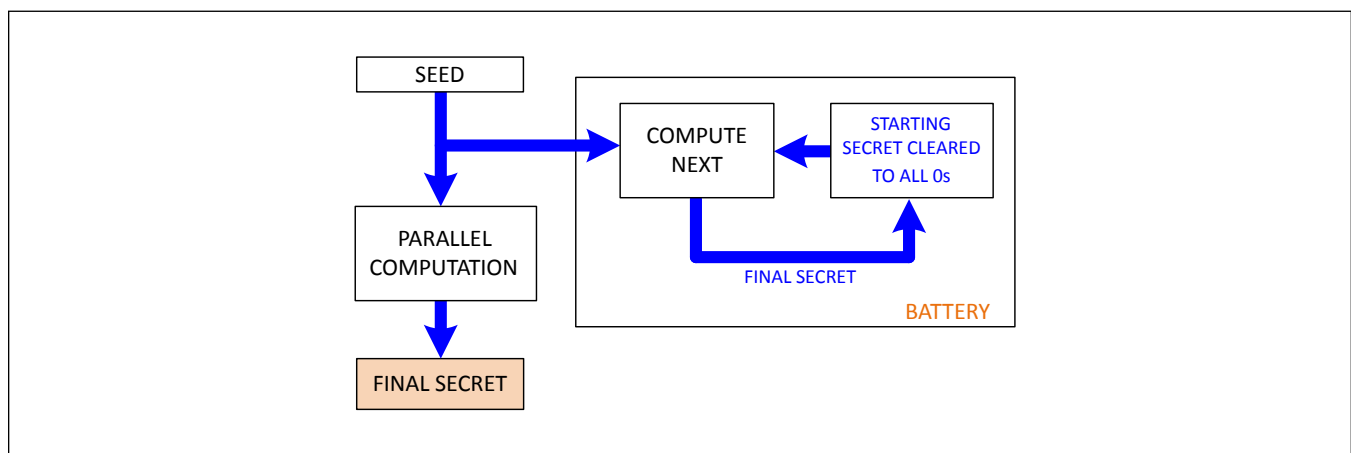 SEED
COMPUTE
NEXT
STARTING
SECRET CLEARED
TO ALL 0s
PARALLEL
COMPUTATION
FINAL SECRET
BATTERY
FINAL SECRET